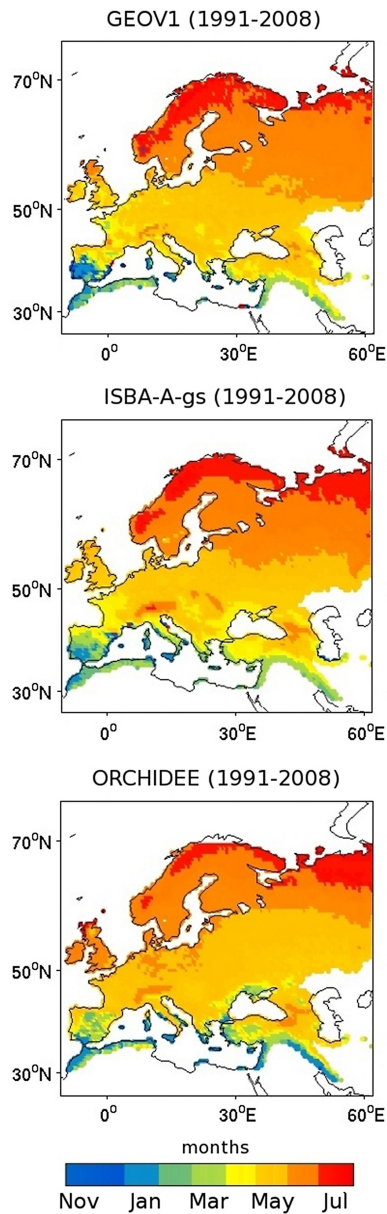 GEOV1 (1991-2008)
70°N
50°N
30°N
0° 30°E 60°E
ISBA-A-gs (1991-2008)
70°N
50°N
30°N
0° 30°E 60°E
ORCHIDEE (1991-2008)
70°N
50°N
30°N
0° 30°E 60°E
months
Nov Jan Mar May Jul